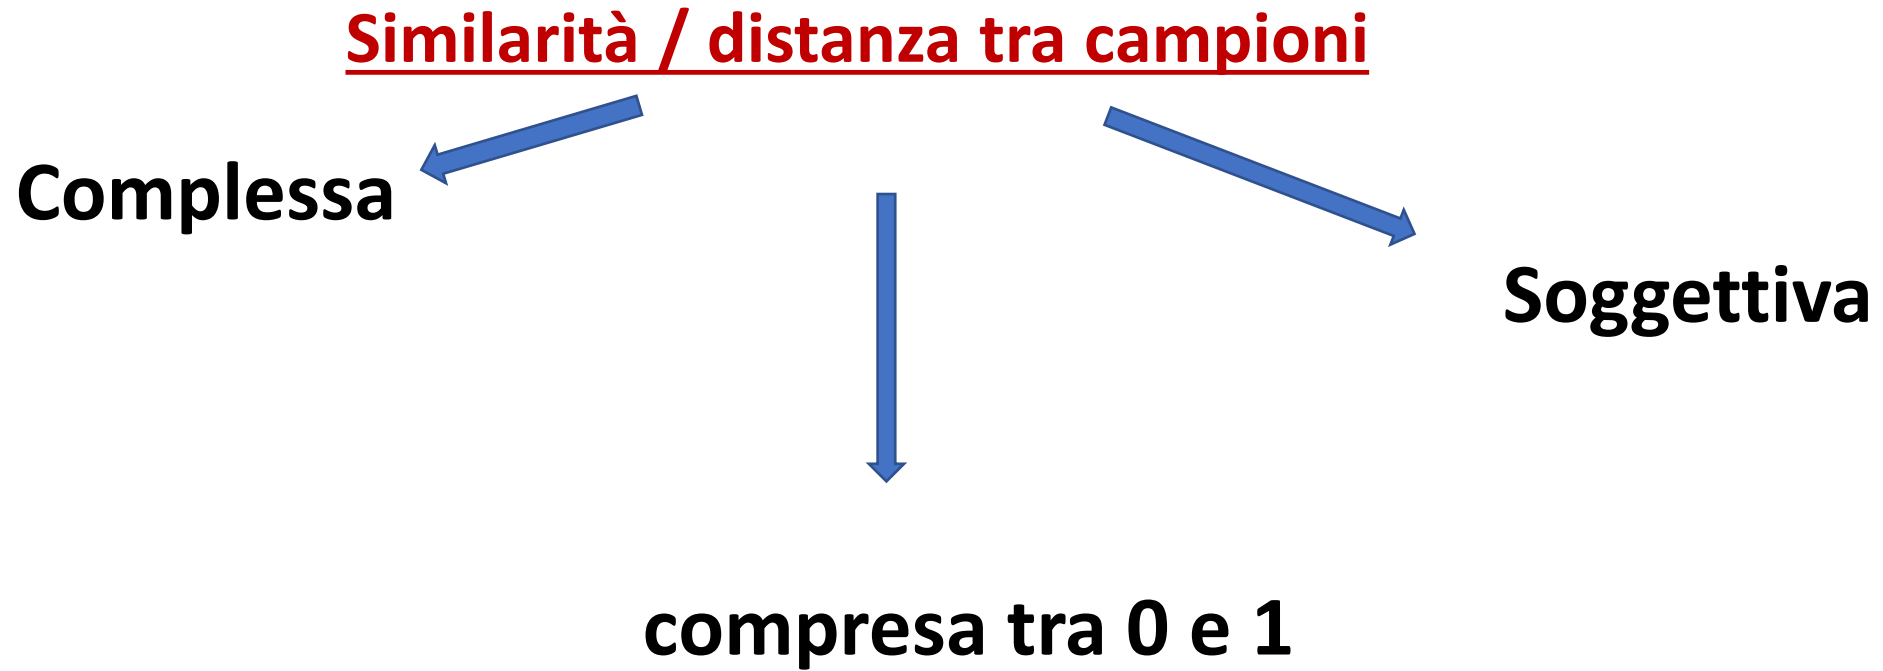 Similarità / distanza tra campioni
Complessa
Soggettiva
compresa tra 0 e 1